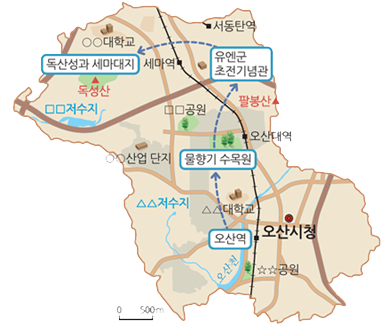 서동탄역
○○대학교
유엔군
초전기념관
독산성과 세마대지
세마역
독성산
팔봉산
□□저수지
□□공원
오산대역
○○산업 단지
물향기 수목원
△△저수지
△△대학교
오산시청
오산역
오산천
☆☆공원
0 500m